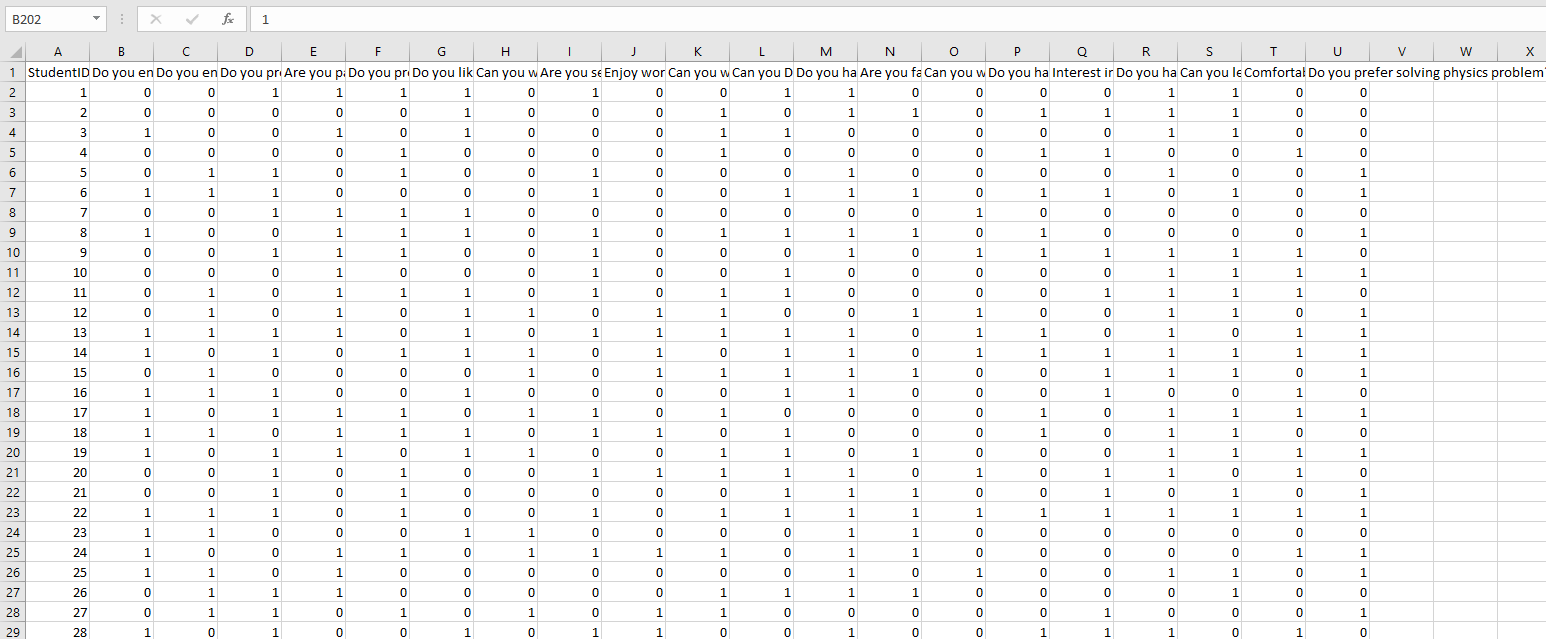 B202 fx 1
A B C D E F G H I J K L M N O P Q R S T U V W X
1 StudentID Do you en Do you en Do you pr Are you pa Do you pr Do you lik Can you w Are you se Enjoy wor Can you w Can you D Do you ha Are you fa Can you w Do you ha Interest ir Do you ha Can you le Comfortal Do you prefer solving physics problem?
2 1 0 0 1 1 1 1 0 1 0 0 1 1 0 0 0 0 1 1 0 0
3 2 0 0 0 0 0 1 0 0 0 1 0 1 1 0 1 1 1 1 0 0
4 3 1 0 0 1 0 1 0 0 0 1 1 0 0 0 0 0 1 1 0 0
5 4 0 0 0 0 1 0 0 0 0 1 0 0 0 0 1 1 0 0 1 0
6 5 0 1 1 0 1 0 0 1 0 0 0 1 0 0 0 0 1 0 0 1
7 6 1 1 1 0 0 0 0 1 0 0 1 1 1 0 1 1 0 1 0 1
8 7 0 0 1 1 1 1 0 0 0 0 0 0 0 1 0 0 0 0 0 0
9 8 1 0 0 1 1 1 0 1 0 1 1 1 1 0 1 0 0 0 0 1
10 9 0 0 1 1 1 0 0 1 0 0 0 1 0 1 1 1 1 1 1 0
11 10 0 0 0 1 0 0 0 1 0 0 1 0 0 0 0 0 1 1 1 1
12 11 0 1 0 1 1 1 0 1 0 1 1 0 0 0 0 1 1 1 1 0
13 12 0 1 0 1 0 1 1 0 1 1 0 0 1 1 0 0 1 1 0 1
14 13 1 1 1 1 0 1 0 1 1 1 1 1 0 1 1 0 1 0 1 1
15 14 1 0 1 0 1 1 1 0 1 0 1 1 0 1 1 1 1 1 1 1
16 15 0 1 0 0 0 0 1 0 1 1 1 1 1 0 0 1 1 1 0 1
17 16 1 1 1 0 0 1 0 0 0 0 1 1 0 0 0 1 0 0 1 0
18 17 1 0 1 1 1 0 1 1 0 1 0 0 0 0 1 0 1 1 1 1
19 18 1 1 0 1 1 1 0 1 1 0 1 0 0 0 1 0 1 1 0 0
20 19 1 0 1 1 0 1 1 0 0 1 1 0 1 0 0 0 0 1 1 1
21 20 0 0 1 0 1 0 0 1 1 1 1 1 0 1 0 1 1 0 1 0
22 21 0 0 1 0 1 0 0 0 0 0 1 1 1 0 0 1 0 1 0 1
23 22 1 1 1 0 1 0 0 1 0 1 1 1 1 1 1 1 1 1 1 1
24 23 1 1 0 0 0 1 1 0 0 0 0 1 1 0 0 0 0 0 0 0
25 24 1 0 0 1 1 0 1 1 1 1 0 1 1 0 0 0 0 0 1 1
26 25 1 1 0 1 0 0 0 0 0 0 0 1 0 1 0 0 1 1 0 1
27 26 0 1 1 1 0 0 0 0 0 1 1 1 1 0 0 0 0 1 0 0
28 27 0 1 1 0 1 0 1 0 1 1 0 0 0 0 0 1 0 0 0 1
29 28 1 0 1 0 0 1 0 1 1 0 0 1 0 0 1 1 1 0 1 0